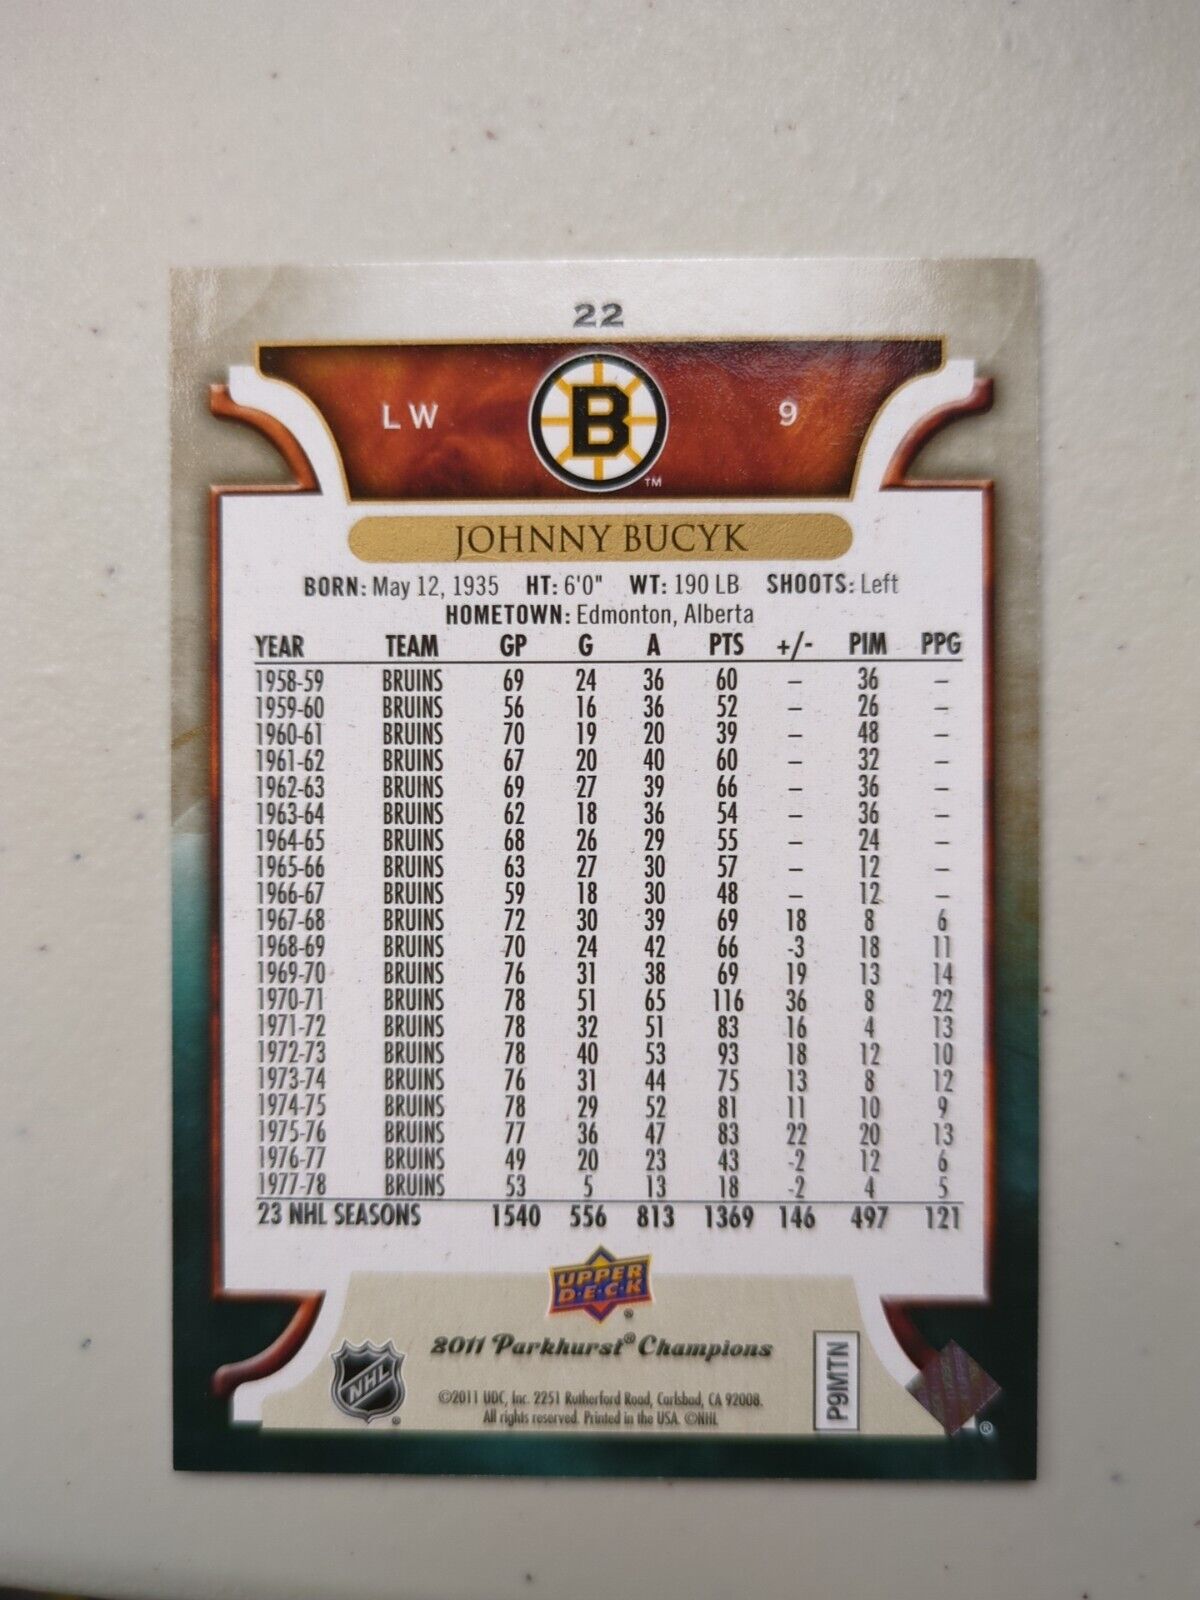 22
LW B 9
TM
JOHNNY BUCYK
BORN: May 12, 1935 HT: 6'0" WT: 190 LB SHOOTS: Left
HOMETOWN: Edmonton, Alberta
YEAR TEAM GP G A PTS +/- PIM PPG
1958-59 BRUINS 69 24 36 60 – 36 –
1959-60 BRUINS 56 16 36 52 – 26 –
1960-61 BRUINS 70 19 20 39 – 48 –
1961-62 BRUINS 67 20 40 60 – 32 –
1962-63 BRUINS 69 27 39 66 – 36 –
1963-64 BRUINS 62 18 36 54 – 36 –
1964-65 BRUINS 68 26 29 55 – 24 –
1965-66 BRUINS 63 27 30 57 – 12 –
1966-67 BRUINS 59 18 30 48 – 12 –
1967-68 BRUINS 72 30 39 69 18 8 6
1968-69 BRUINS 70 24 42 66 -3 18 11
1969-70 BRUINS 76 31 38 69 19 13 14
1970-71 BRUINS 78 51 65 116 36 8 22
1971-72 BRUINS 78 32 51 83 16 4 13
1972-73 BRUINS 78 40 53 93 18 12 10
1973-74 BRUINS 76 31 44 75 13 8 12
1974-75 BRUINS 78 29 52 81 11 10 9
1975-76 BRUINS 77 36 47 83 22 20 13
1976-77 BRUINS 49 20 23 43 -2 12 6
1977-78 BRUINS 53 5 13 18 -2 4 5
23 NHL SEASONS 1540 556 813 1369 146 497 121
UPPER
DECK
®
2011 Parkhurst® Champions
NHL
®
©2011 UDC, Inc. 2251 Rutherford Road, Carlsbad, CA 92008.
All rights reserved. Printed in the USA. ©NHL
P9MTN
®